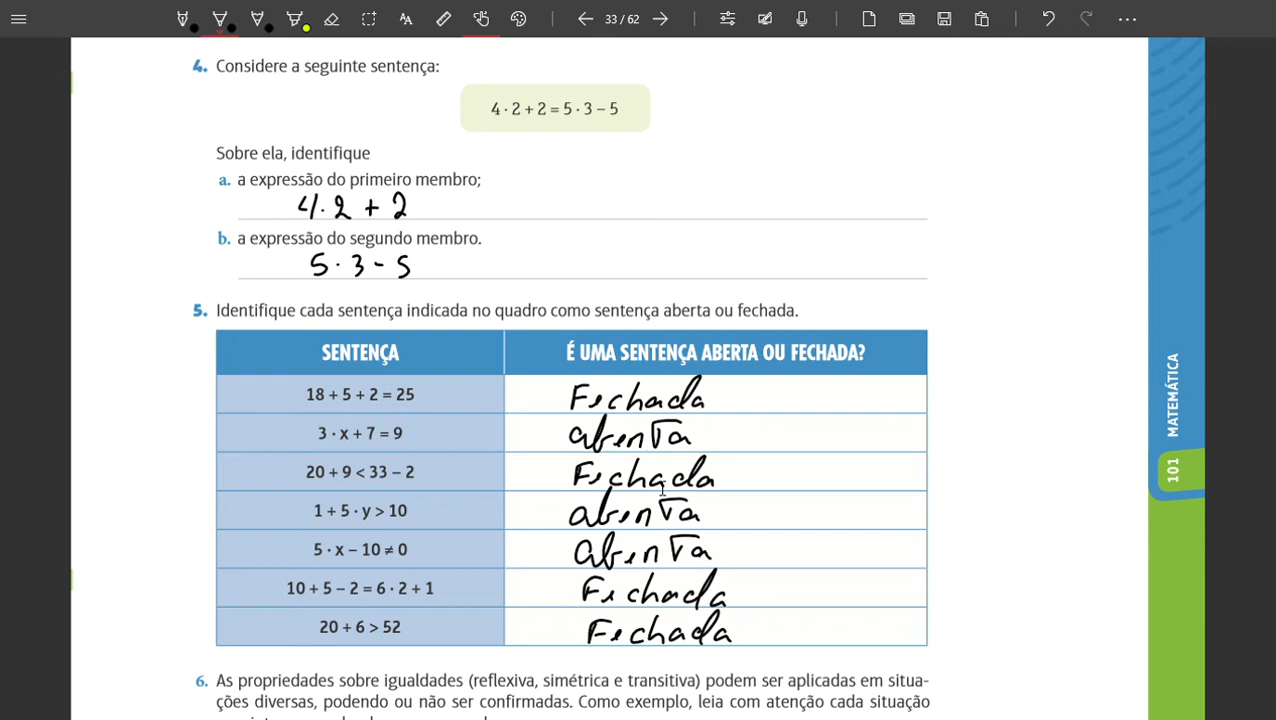 33 / 62
4. Considere a seguinte sentença:
4 · 2 + 2 = 5 · 3 – 5
Sobre ela, identifique
a. a expressão do primeiro membro;
4 · 2 + 2
b. a expressão do segundo membro.
5 · 3 - 5
5. Identifique cada sentença indicada no quadro como sentença aberta ou fechada.
SENTENÇA É UMA SENTENÇA ABERTA OU FECHADA?
18 + 5 + 2 = 25 Fechada
3 · x + 7 = 9 aberta
20 + 9 < 33 – 2 Fechada
1 + 5 · y > 10 aberta
5 · x – 10 ≠ 0 aberta
10 + 5 – 2 = 6 · 2 + 1 Fechada
20 + 6 > 52 Fechada
6. As propriedades sobre igualdades (reflexiva, simétrica e transitiva) podem ser aplicadas em situa-
ções diversas, podendo ou não ser confirmadas. Como exemplo, leia com atenção cada situação
MATEMÁTICA
101